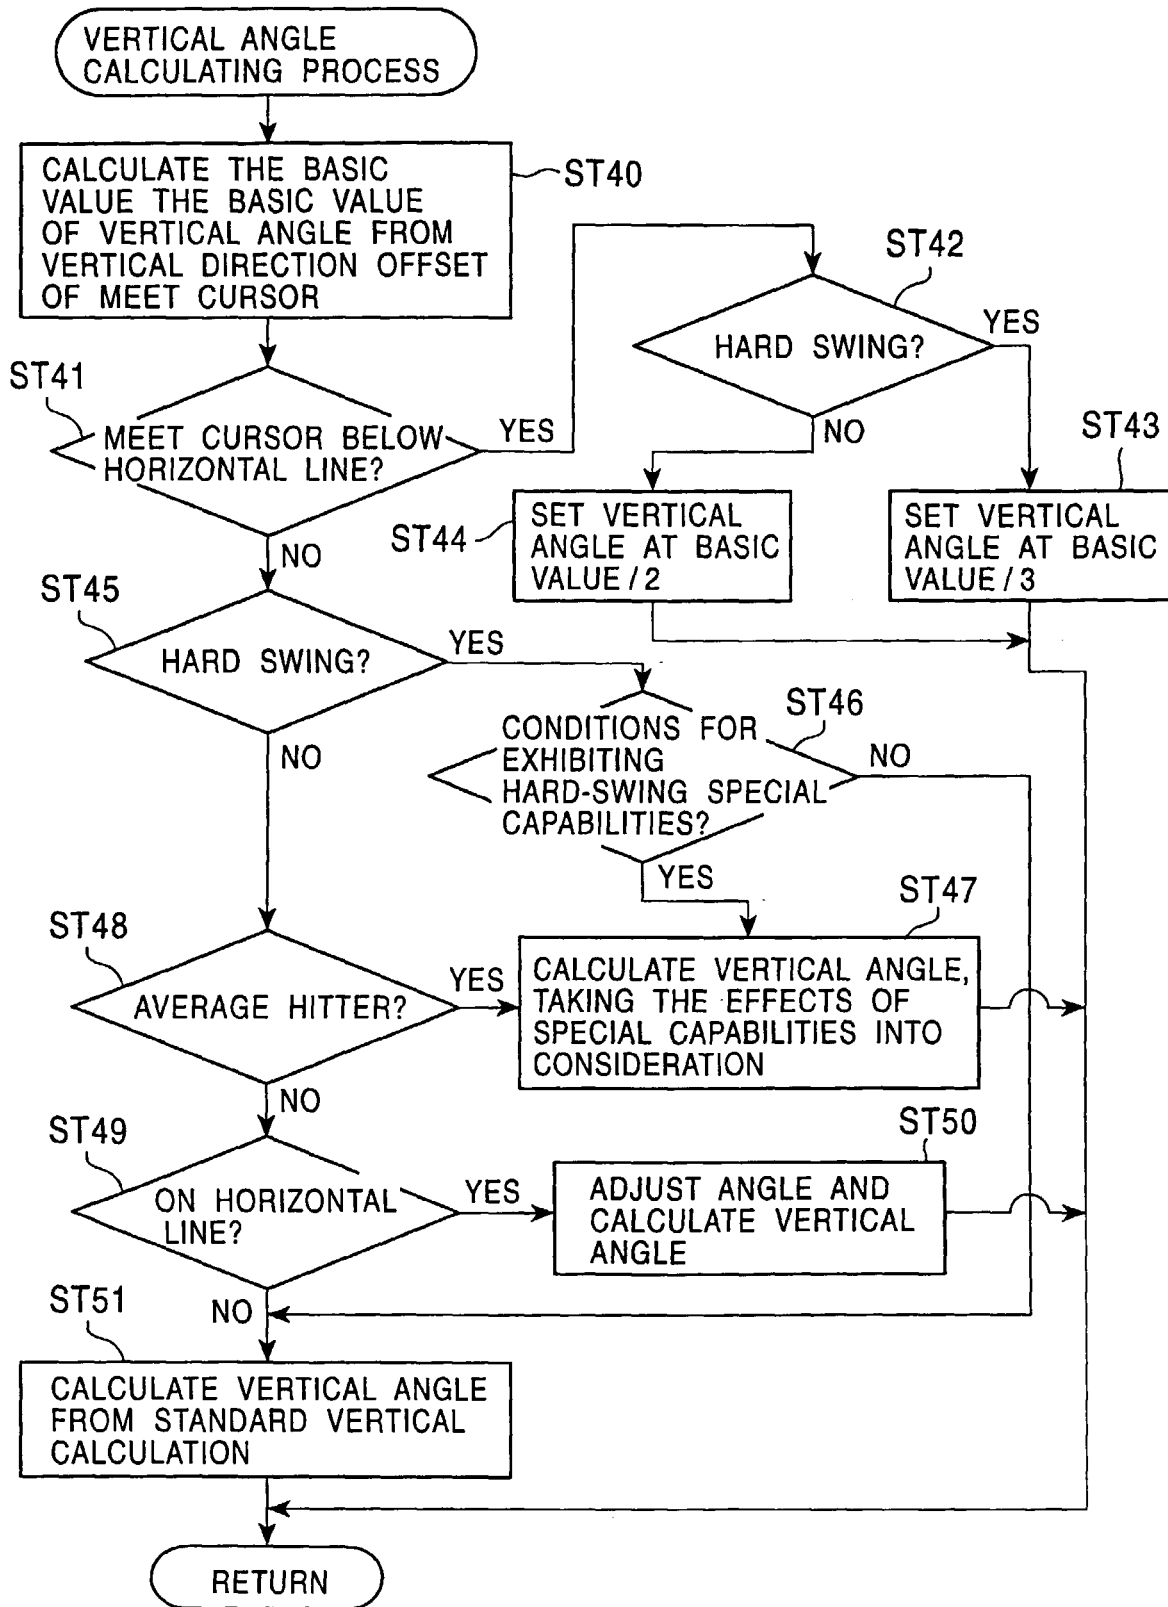 VERTICAL ANGLE
CALCULATING PROCESS
CALCULATE THE BASIC
VALUE THE BASIC VALUE
OF VERTICAL ANGLE FROM
VERTICAL DIRECTION OFFSET
OF MEET CURSOR
ST40
ST41
MEET CURSOR BELOW
HORIZONTAL LINE?
YES
NO
ST42
HARD SWING?
YES
NO
ST43
SET VERTICAL
ANGLE AT BASIC
VALUE/3
ST44
SET VERTICAL
ANGLE AT BASIC
VALUE/2
ST45
HARD SWING?
YES
NO
ST46
CONDITIONS FOR
EXHIBITING
HARD-SWING SPECIAL
CAPABILITIES?
NO
YES
ST47
CALCULATE VERTICAL ANGLE,
TAKING THE EFFECTS OF
SPECIAL CAPABILITIES INTO
CONSIDERATION
ST48
AVERAGE HITTER?
YES
NO
ST49
ON HORIZONTAL
LINE?
YES
NO
ST50
ADJUST ANGLE AND
CALCULATE VERTICAL
ANGLE
ST51
CALCULATE VERTICAL ANGLE
FROM STANDARD VERTICAL
CALCULATION
RETURN